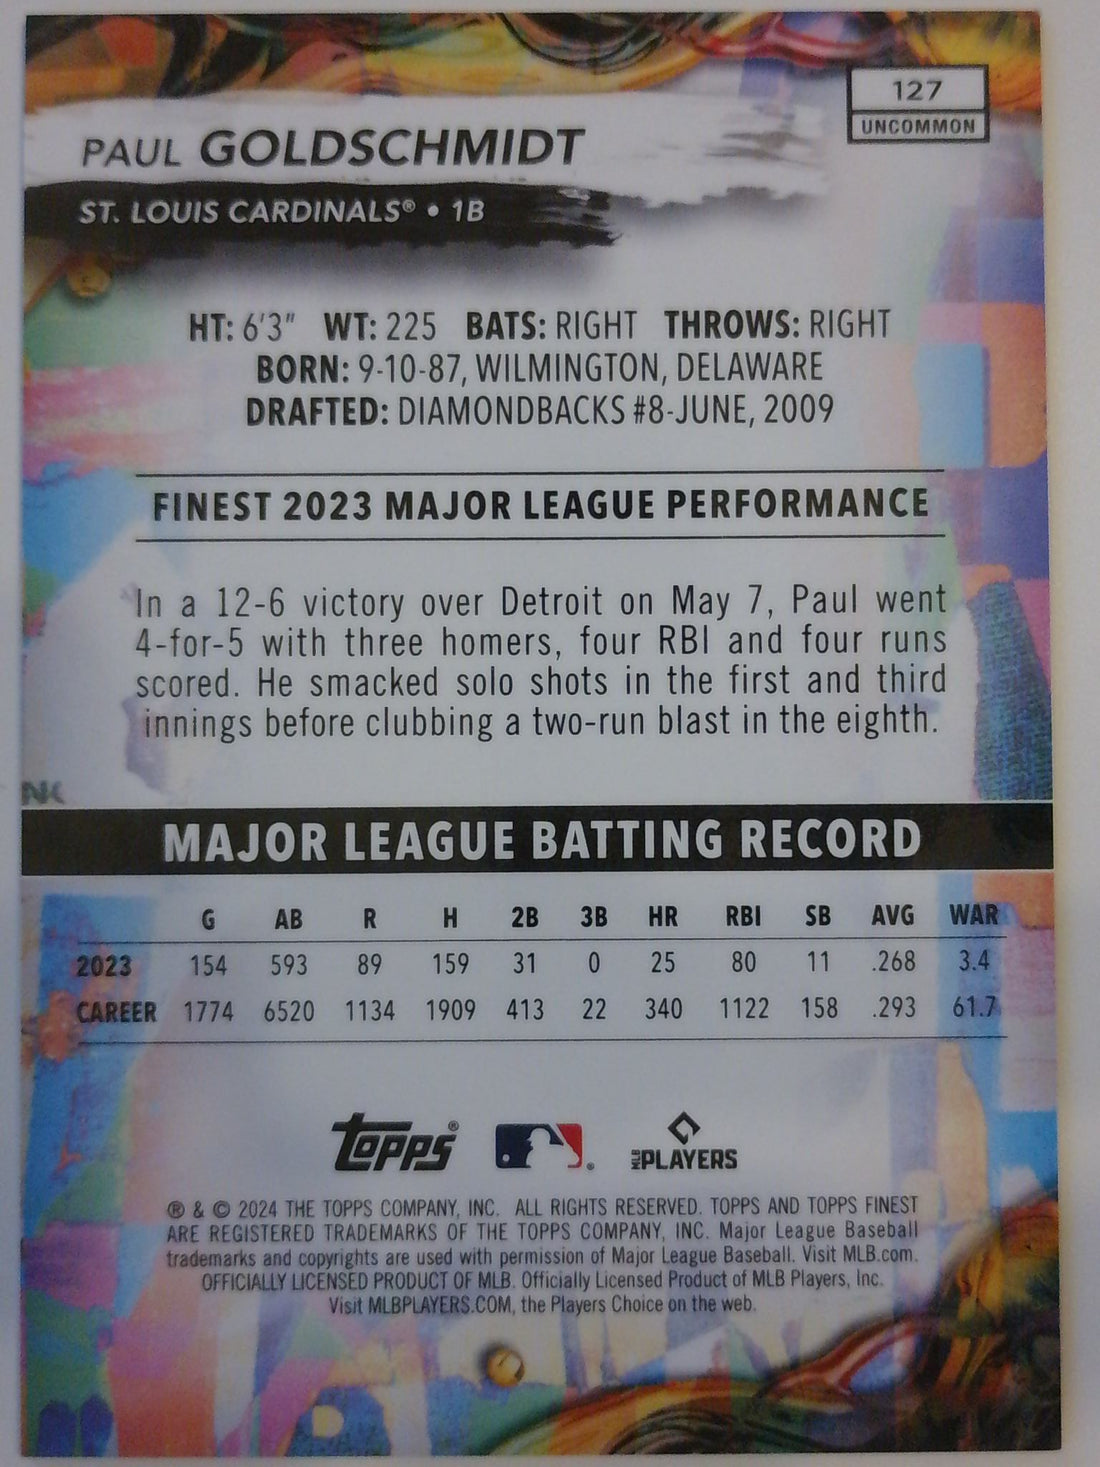 127
UNCOMMON
PAUL GOLDSCHMIDT
ST. LOUIS CARDINALS® • 1B
HT: 6'3" WT: 225 BATS: RIGHT THROWS: RIGHT
BORN: 9-10-87, WILMINGTON, DELAWARE
DRAFTED: DIAMONDBACKS #8-JUNE, 2009
FINEST 2023 MAJOR LEAGUE PERFORMANCE
In a 12-6 victory over Detroit on May 7, Paul went
4-for-5 with three homers, four RBI and four runs
scored. He smacked solo shots in the first and third
innings before clubbing a two-run blast in the eighth.
MAJOR LEAGUE BATTING RECORD
G AB R H 2B 3B HR RBI SB AVG WAR
2023 154 593 89 159 31 0 25 80 11 .268 3.4
CAREER 1774 6520 1134 1909 413 22 340 1122 158 .293 61.7
Topps® ® MLB PLAYERS
® & © 2024 THE TOPPS COMPANY, INC. ALL RIGHTS RESERVED. TOPPS AND TOPPS FINEST
ARE REGISTERED TRADEMARKS OF THE TOPPS COMPANY, INC. Major League Baseball
trademarks and copyrights are used with permission of Major League Baseball. Visit MLB.com.
OFFICIALLY LICENSED PRODUCT OF MLB. Officially Licensed Product of MLB Players, Inc.
Visit MLBPLAYERS.COM, the Players Choice on the web.